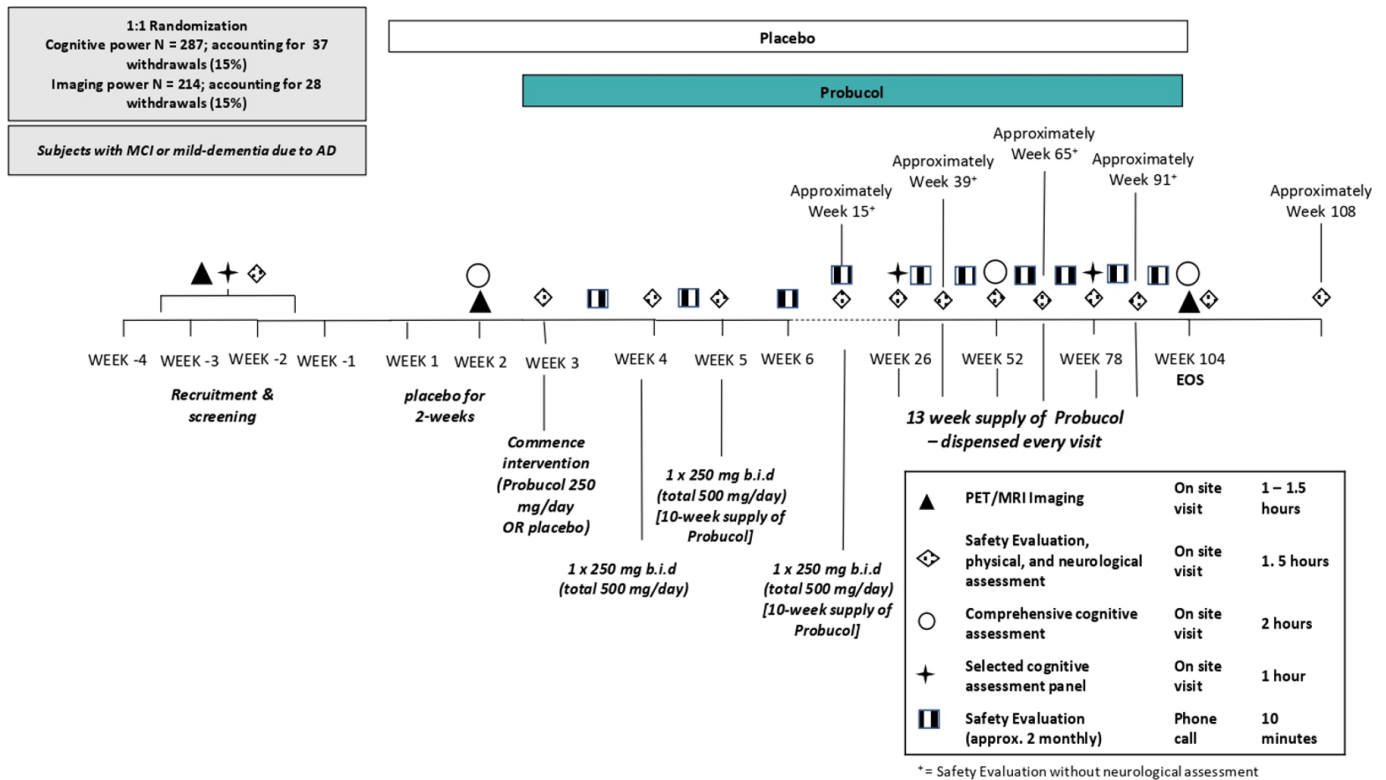 1:1 Randomization
Cognitive power N = 287; accounting for 37
withdrawals (15%)
Imaging power N = 214; accounting for 28
withdrawals (15%)
Subjects with MCI or mild-dementia due to AD
Placebo
Probucol
Approximately
Week 15+
Approximately
Week 39+
Approximately
Week 65+
Approximately
Week 91+
Approximately
Week 108
WEEK -4
WEEK -3
WEEK -2
WEEK -1
WEEK 1
WEEK 2
WEEK 3
WEEK 4
WEEK 5
WEEK 6
WEEK 26
WEEK 52
WEEK 78
WEEK 104
EOS
Recruitment &
screening
placebo for
2-weeks
Commence
intervention
(Probucol 250
mg/day
OR placebo)
1 x 250 mg b.i.d
(total 500 mg/day)
1 x 250 mg b.i.d
(total 500 mg/day)
[10-week supply of
Probucol]
1 x 250 mg b.i.d
(total 500 mg/day)
[10-week supply of
Probucol]
13 week supply of Probucol
– dispensed every visit
PET/MRI Imaging
On site
visit
1 – 1.5
hours
Safety Evaluation,
physical, and neurological
assessment
On site
visit
1. 5 hours
Comprehensive cognitive
assessment
On site
visit
2 hours
Selected cognitive
assessment panel
On site
visit
1 hour
Safety Evaluation
(approx. 2 monthly)
Phone
call
10
minutes
+= Safety Evaluation without neurological assessment